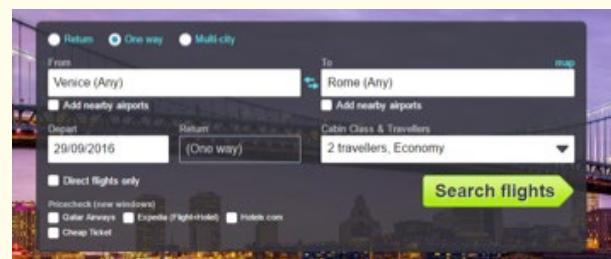 Return One way Multi-city
From To map
Venice (Any) Rome (Any)
Add nearby airports Add nearby airports
Depart Return Cabin Class & Travellers
29/09/2016 (One way) 2 travellers, Economy
Direct flights only
Search flights
Pricecheck (new windows)
Qatar Airways Expedia (Flight+Hotel) Hotels com
Cheap Ticket